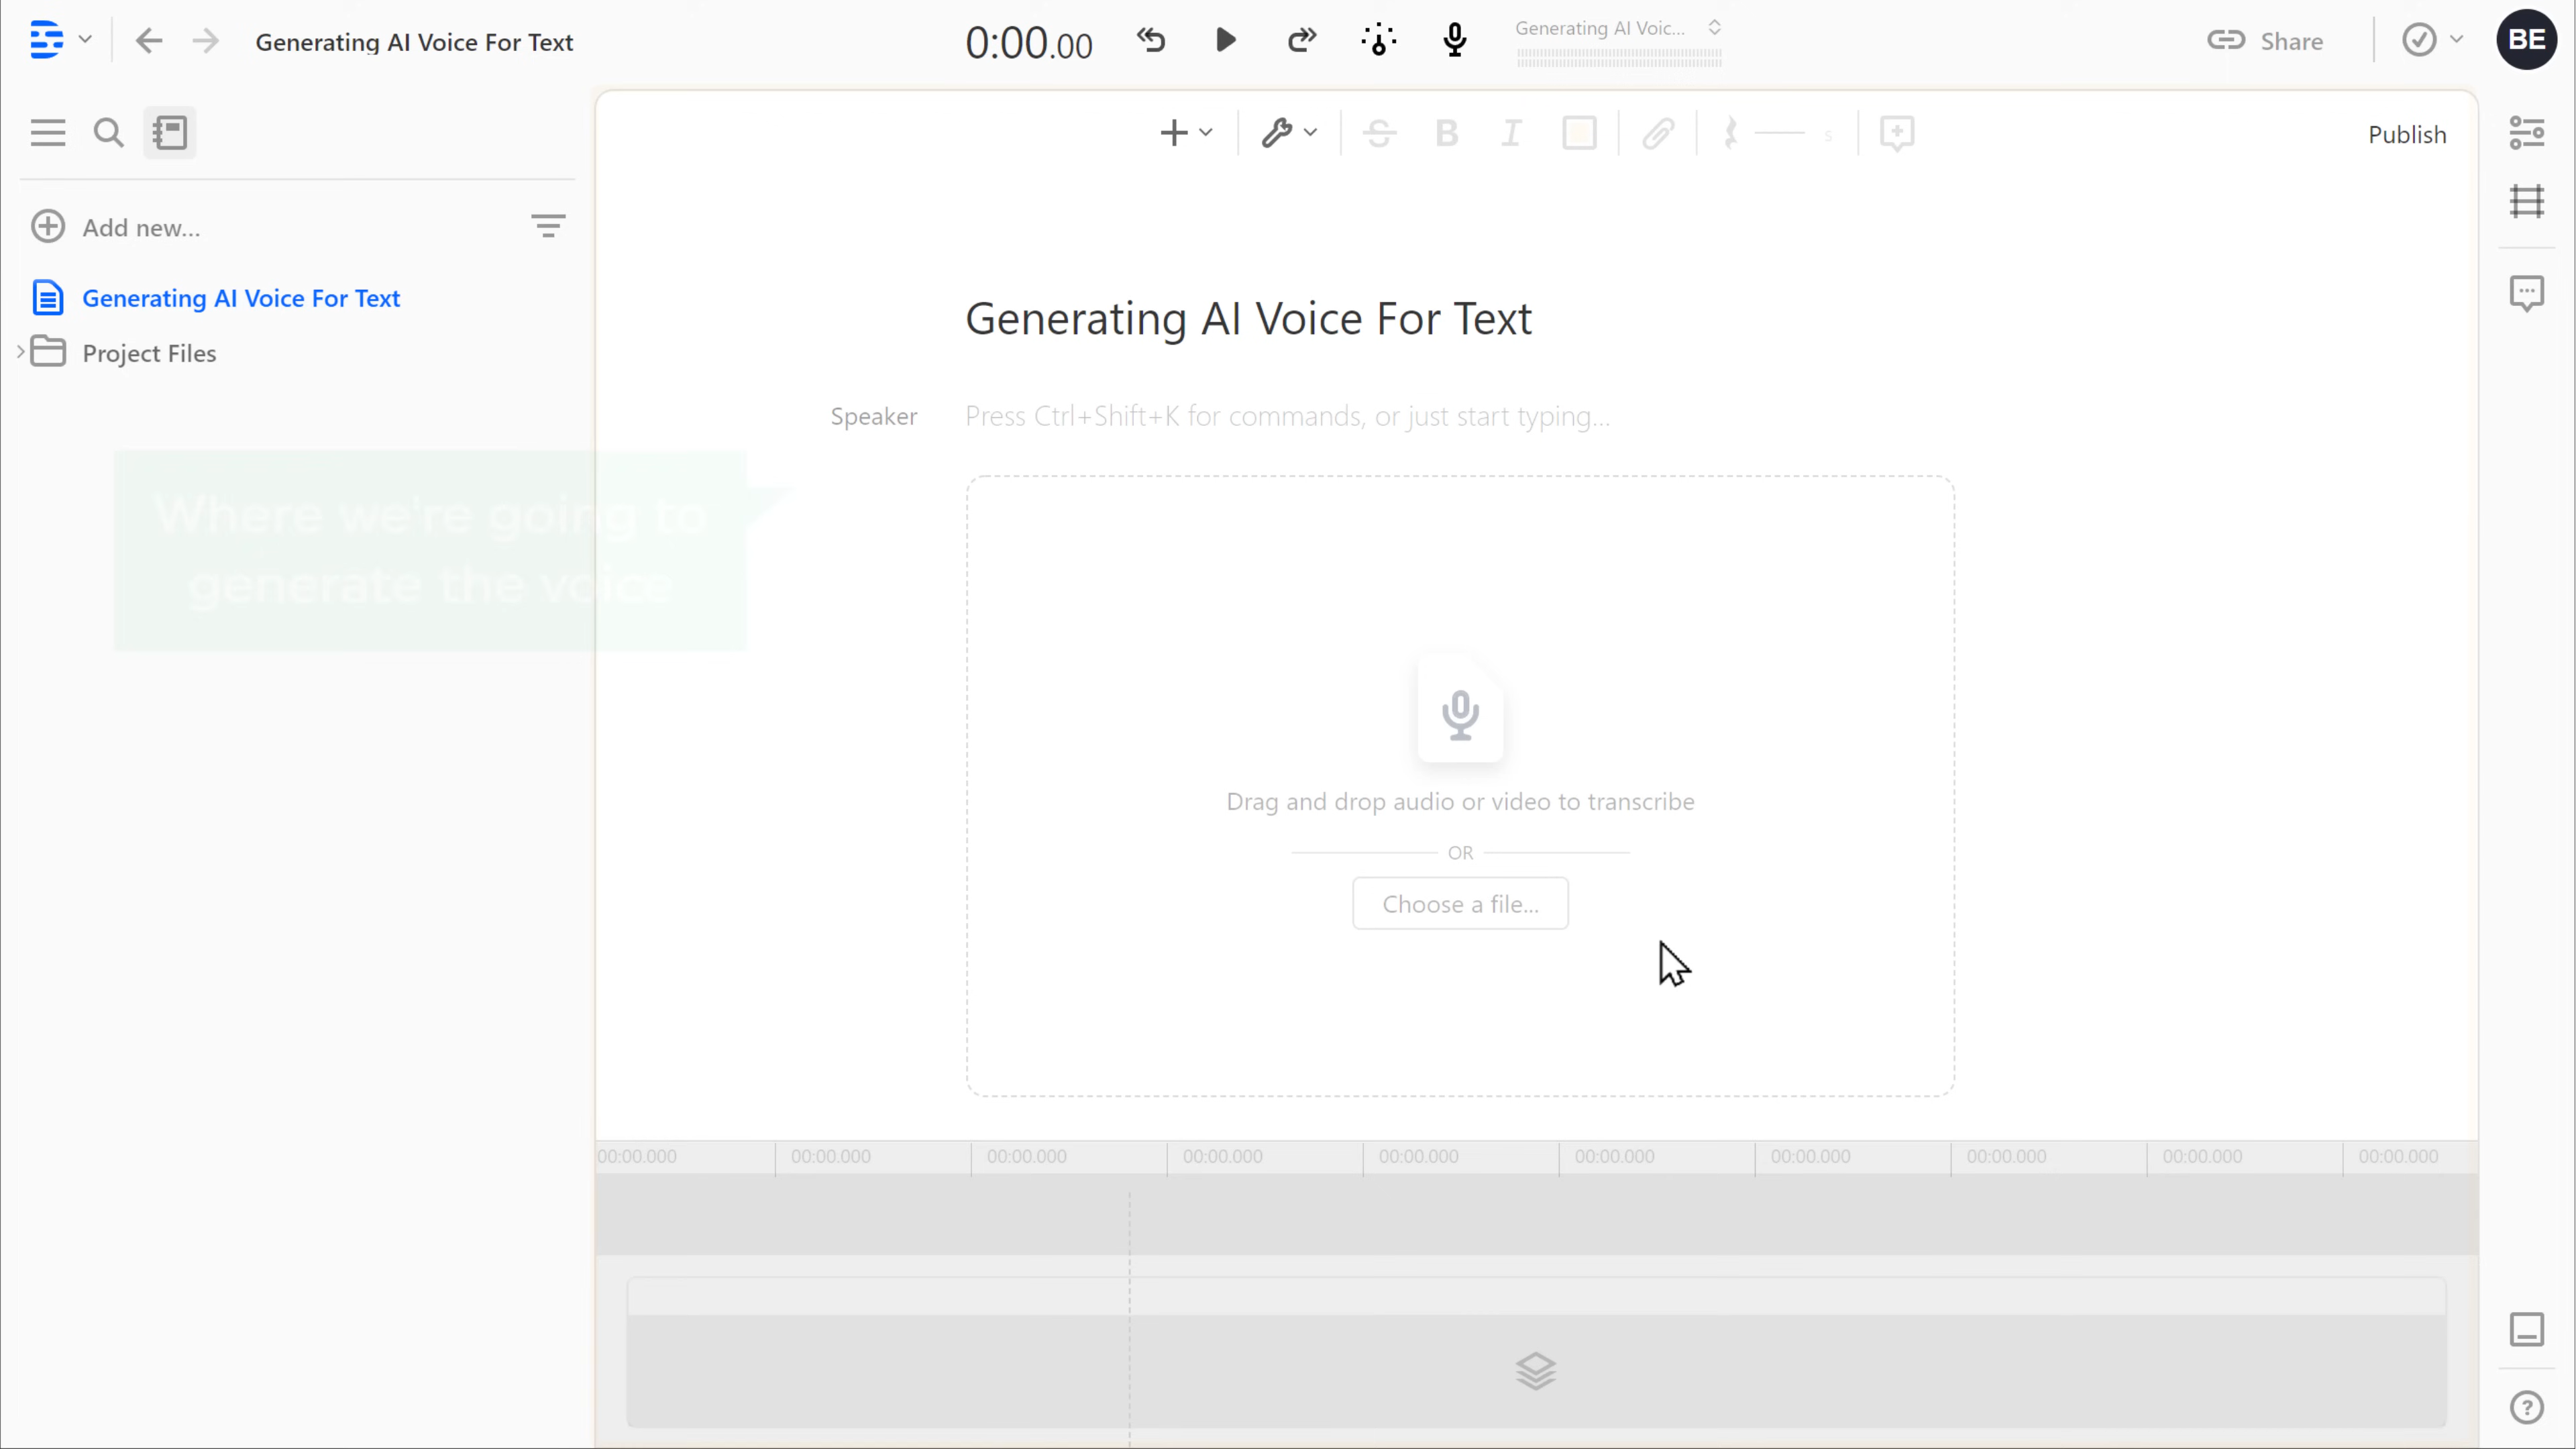 Generating AI Voice For Text
0:00.00
Generating AI Voic...
Share
BE
Publish
Add new...
Generating AI Voice For Text
Project Files
Generating AI Voice For Text
Speaker
Press Ctrl+Shift+K for commands, or just start typing...
Where we're going to
generate the voice
Drag and drop audio or video to transcribe
OR
Choose a file...
s
00:00.000 00:00.000 00:00.000 00:00.000 00:00.000 00:00.000 00:00.000 00:00.000 00:00.000 00:00.000